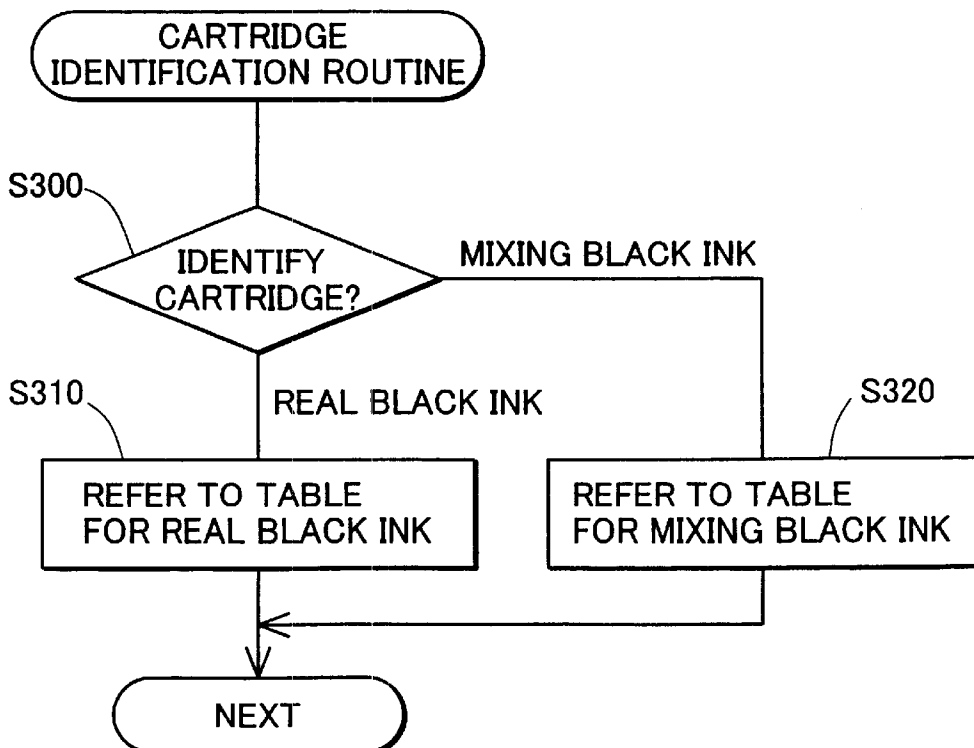 CARTRIDGE
IDENTIFICATION ROUTINE
S300
IDENTIFY
CARTRIDGE?
MIXING BLACK INK
S310
REAL BLACK INK
S320
REFER TO TABLE
FOR REAL BLACK INK
REFER TO TABLE
FOR MIXING BLACK INK
NEXT